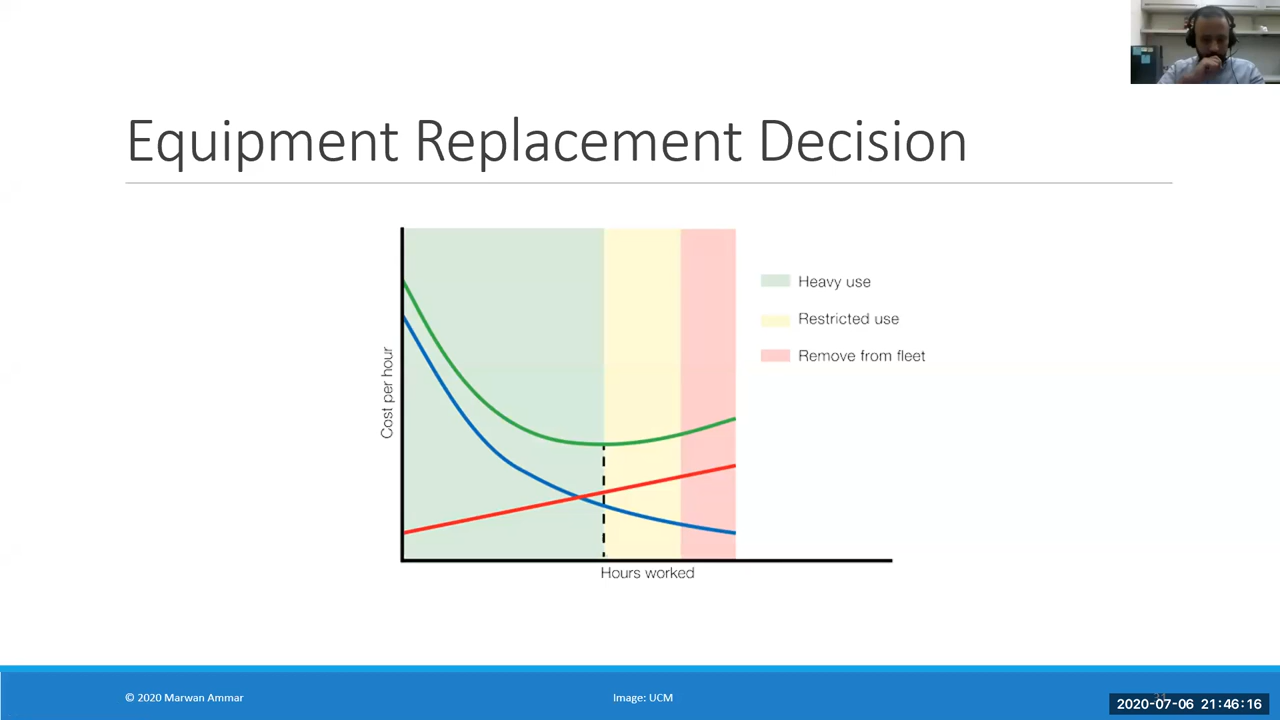 Equipment Replacement Decision
Cost per hour
Heavy use
Restricted use
Remove from fleet
Hours worked
© 2020 Marwan Ammar
Image: UCM
2020-07-06 21:46:16